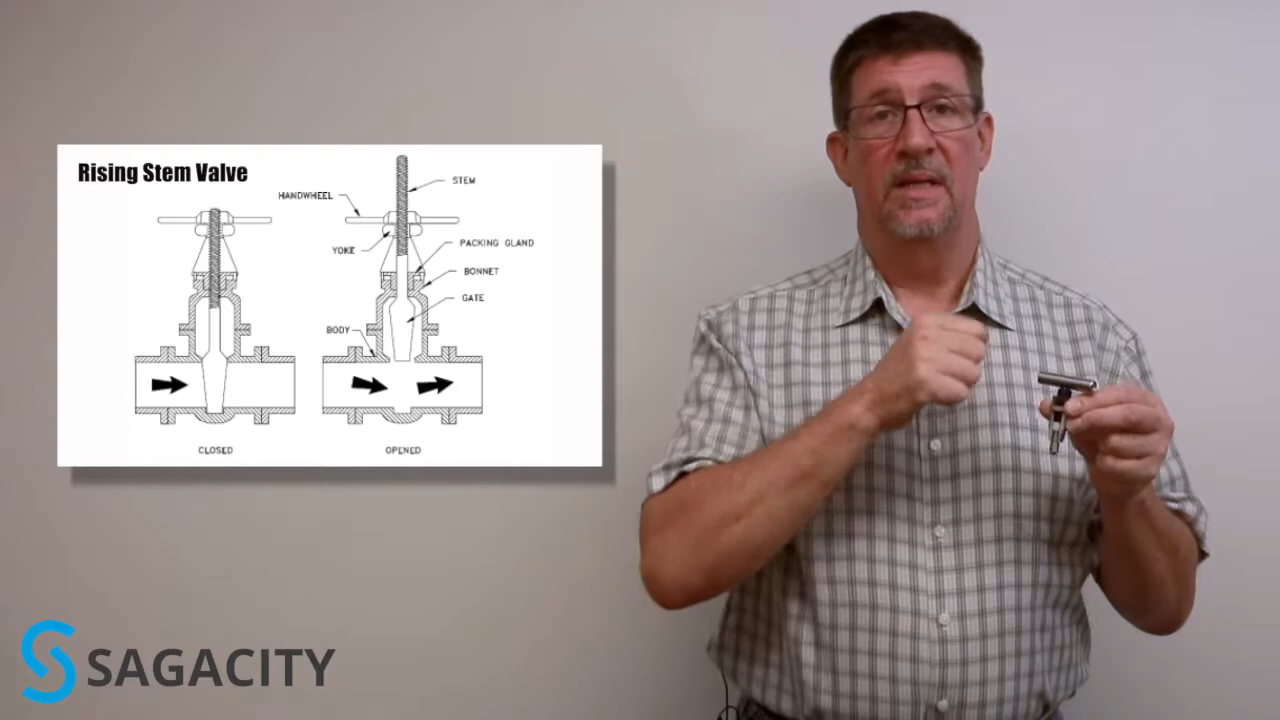 Rising Stem Valve
STEM
HANDWHEEL
PACKING GLAND
YOKE
BONNET
GATE
BODY
CLOSED
OPENED
SAGACITY